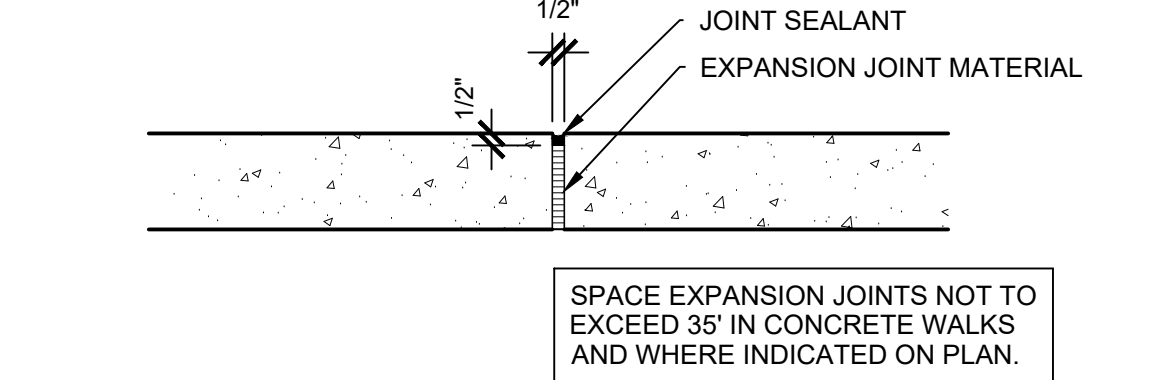 1/2"
JOINT SEALANT
EXPANSION JOINT MATERIAL
1/2"
SPACE EXPANSION JOINTS NOT TO
EXCEED 35' IN CONCRETE WALKS
AND WHERE INDICATED ON PLAN.